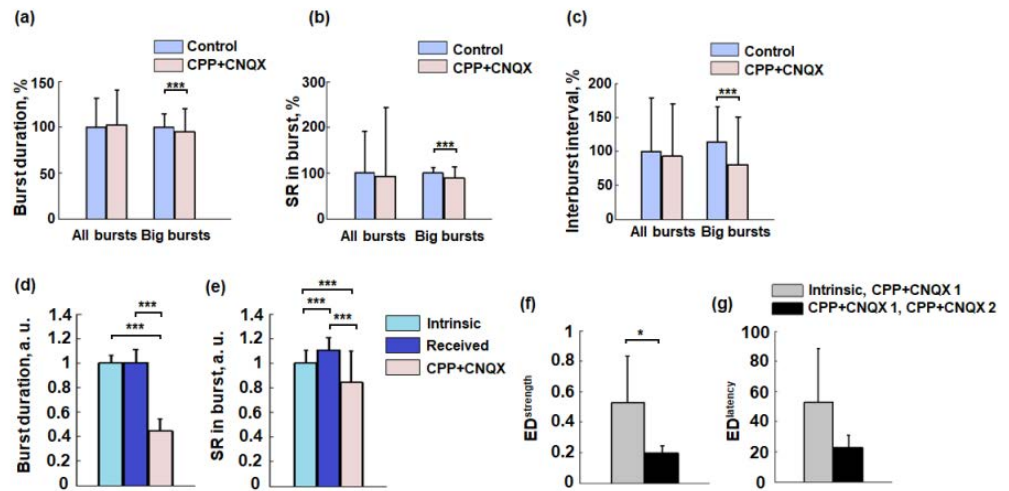 (a)
Control
CPP+CNQX
Burst duration, %
150
100
50
0
***
All bursts Big bursts
(b)
Control
CPP+CNQX
SR in burst, %
300
200
100
0
***
All bursts Big bursts
(c)
Control
CPP+CNQX
Interburst interval, %
200
150
100
50
0
***
All bursts Big bursts
(d)
Burst duration, a. u.
1.4
1.2
1
0.8
0.6
0.4
0.2
0
***
***
(e)
SR in burst, a. u.
1.4
1.2
1
0.8
0.6
0.4
0.2
0
***
***
***
Intrinsic
Received
CPP+CNQX
(f)
EDstrength
1
0.8
0.6
0.4
0.2
0
*
(g)
Intrinsic, CPP+CNQX 1
CPP+CNQX 1, CPP+CNQX 2
EDlatency
100
80
60
40
20
0